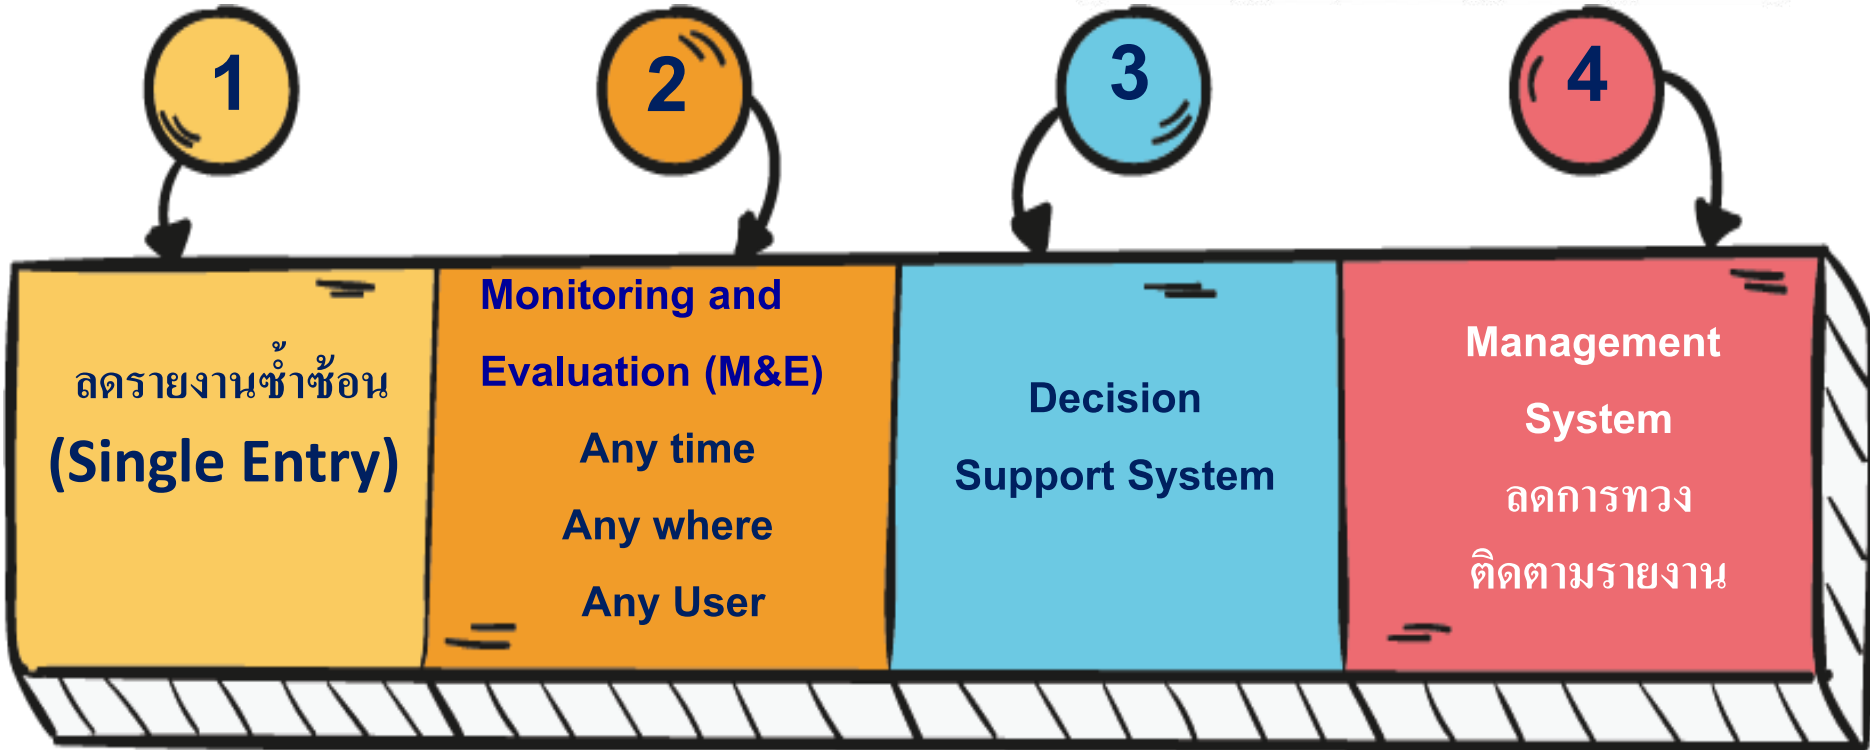 1
2
3
4
ลดรายงานซ้ำซ้อน
(Single Entry)
Monitoring and
Evaluation (M&E)
Any time
Any where
Any User
Decision
Support System
Management
System
ลดการทวง
ติดตามรายงาน